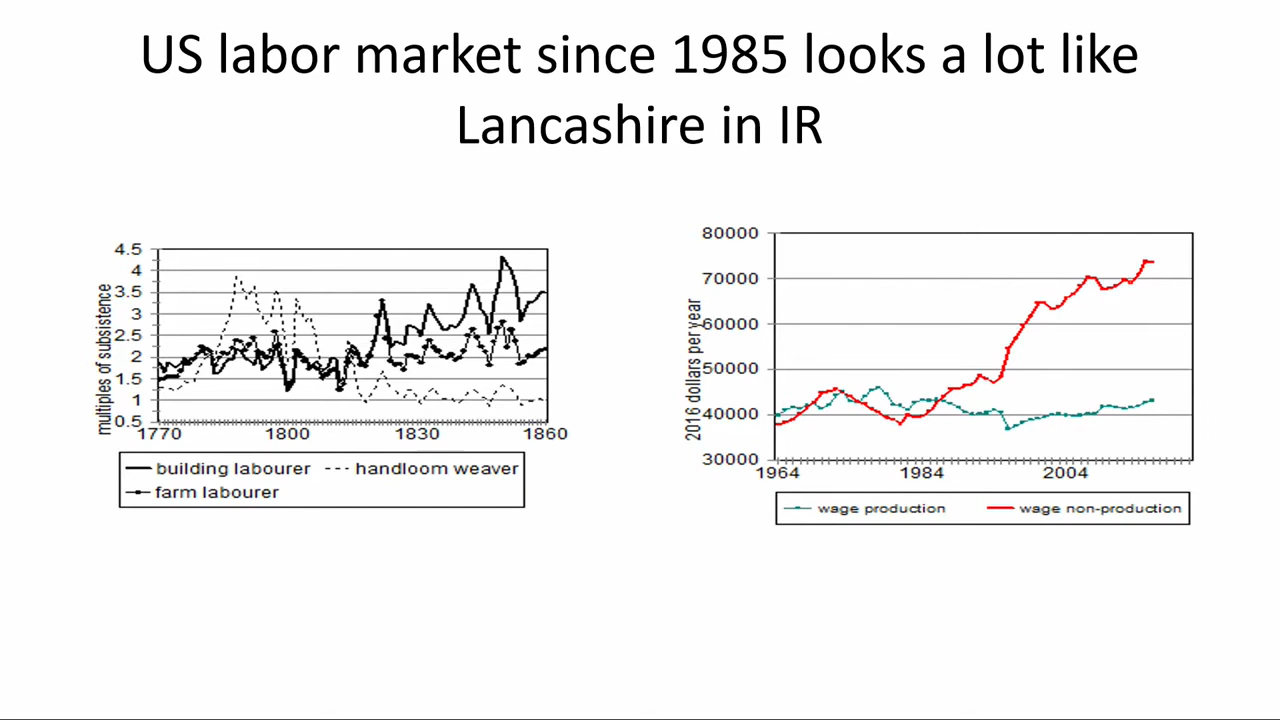 US labor market since 1985 looks a lot like
Lancashire in IR
multiples of subsistence
4.5
4
3.5
3
2.5
2
1.5
1
0.5
1770
1800
1830
1860
building labourer
handloom weaver
farm labourer
2016 dollars per year
80000
70000
60000
50000
40000
30000
1964
1984
2004
wage production
wage non-production